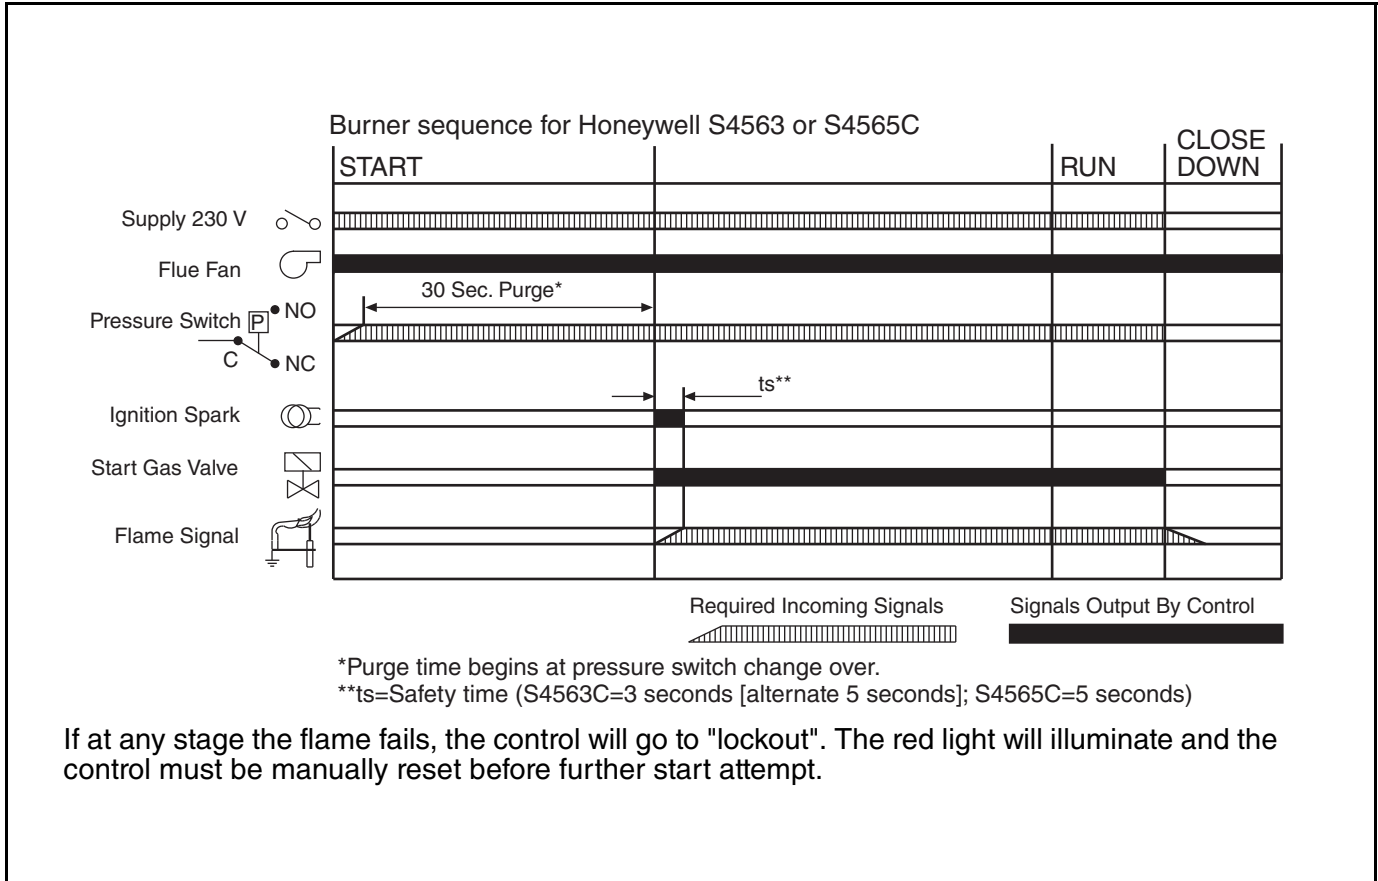 Burner sequence for Honeywell S4563 or S4565C
START
RUN
CLOSE
DOWN
Supply 230 V
Flue Fan
30 Sec. Purge*
Pressure Switch
P
NO
C
NC
ts**
Ignition Spark
Start Gas Valve
Flame Signal
Required Incoming Signals
Signals Output By Control
*Purge time begins at pressure switch change over.
**ts=Safety time (S4563C=3 seconds [alternate 5 seconds]; S4565C=5 seconds)
If at any stage the flame fails, the control will go to "lockout". The red light will illuminate and the
control must be manually reset before further start attempt.